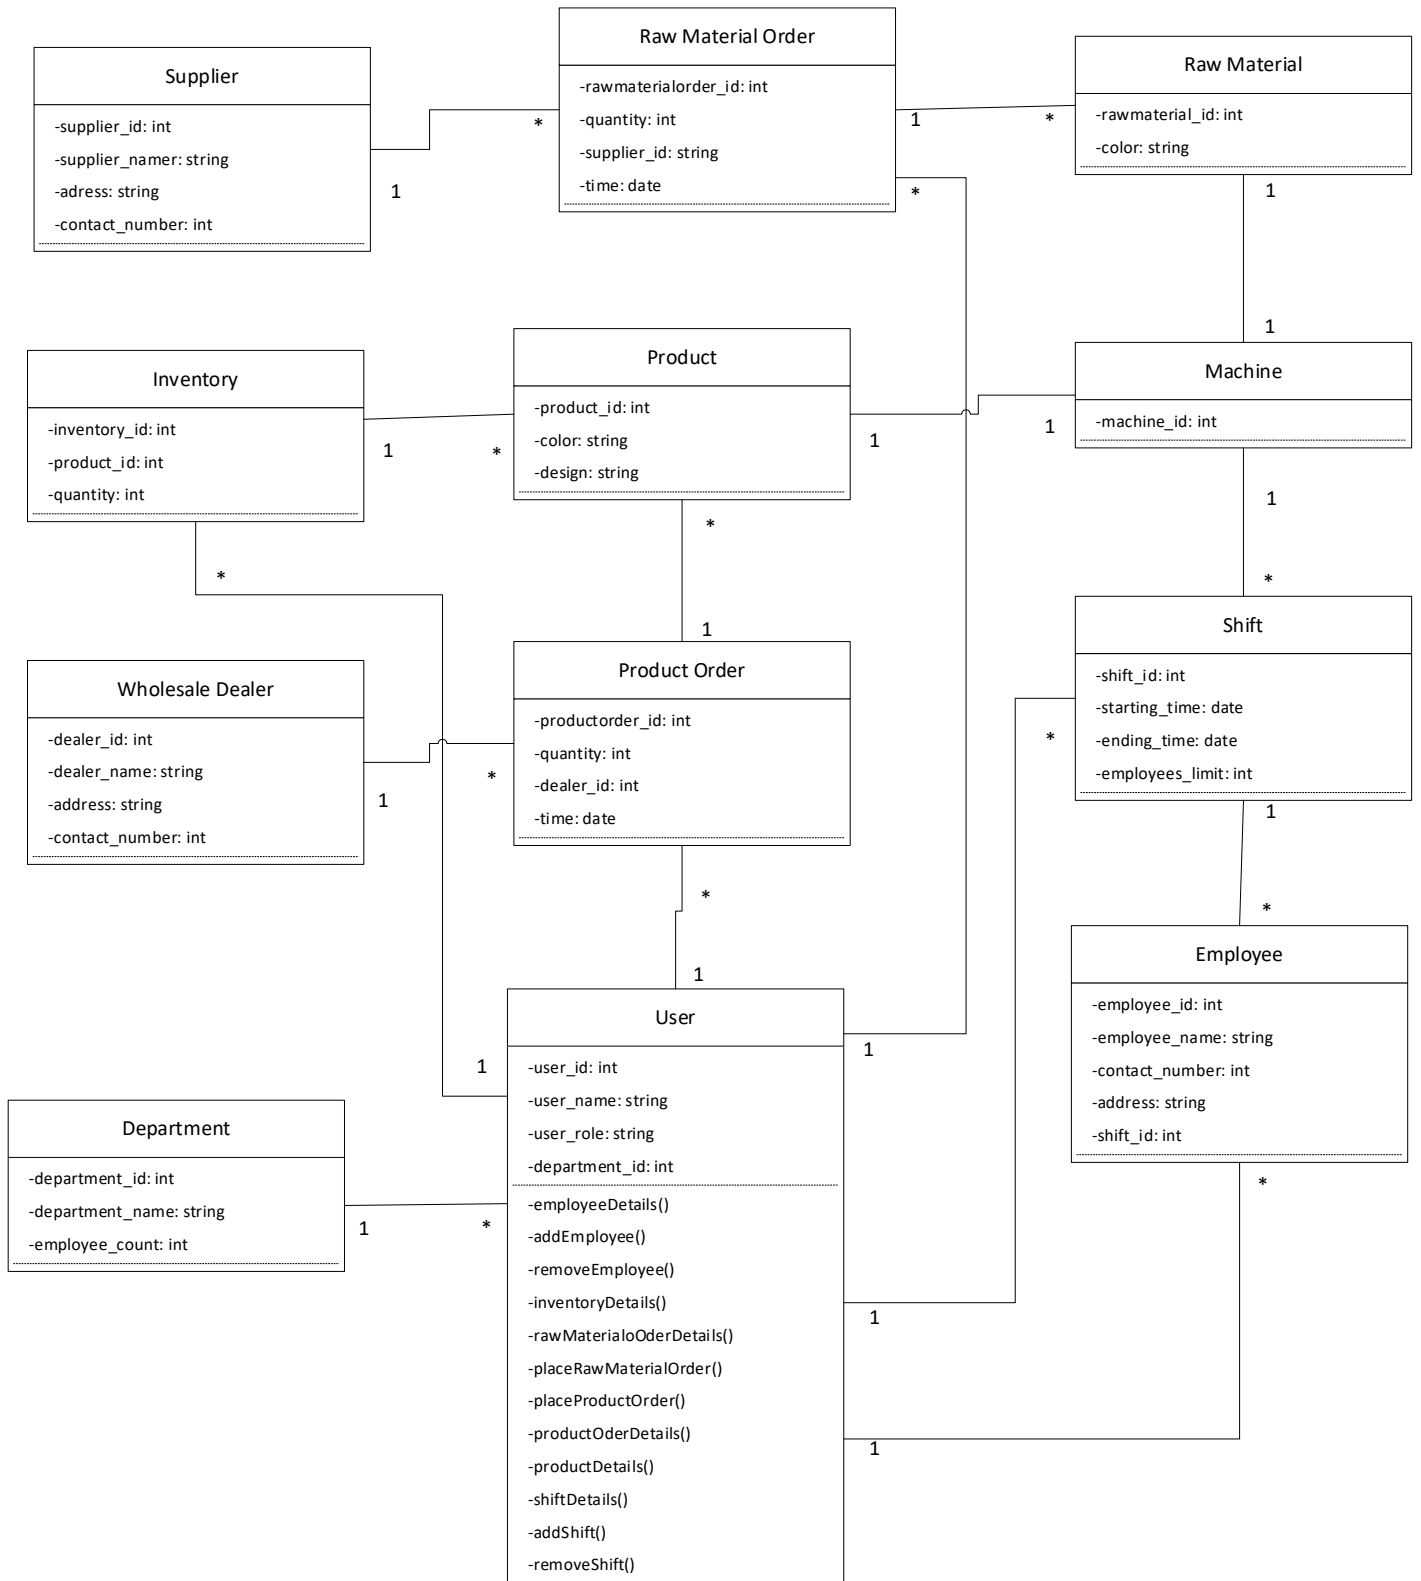 Supplier
-supplier_id: int
-supplier_namer: string
-adress: string
-contact_number: int
1
Raw Material Order
-rawmaterialorder_id: int
-quantity: int
-supplier_id: string
-time: date
*
1
*
Raw Material
-rawmaterial_id: int
-color: string
*
1
Inventory
-inventory_id: int
-product_id: int
-quantity: int
1
*
Product
-product_id: int
-color: string
-design: string
*
1
*
Machine
-machine_id: int
1
1
1
Wholesale Dealer
-dealer_id: int
-dealer_name: string
-address: string
-contact_number: int
1
Product Order
-productorder_id: int
-quantity: int
-dealer_id: int
-time: date
1
*
*
Shift
-shift_id: int
-starting_time: date
-ending_time: date
-employees_limit: int
*
*
1
Employee
-employee_id: int
-employee_name: string
-contact_number: int
-address: string
-shift_id: int
*
*
Department
-department_id: int
-department_name: string
-employee_count: int
1
User
-user_id: int
-user_name: string
-user_role: string
-department_id: int
-employeeDetails()
-addEmployee()
-removeEmployee()
-inventoryDetails()
-rawMaterialoOderDetails()
-placeRawMaterialOrder()
-placeProductOrder()
-productOderDetails()
-productDetails()
-shiftDetails()
-addShift()
-removeShift()
1
1
1
*
1
1